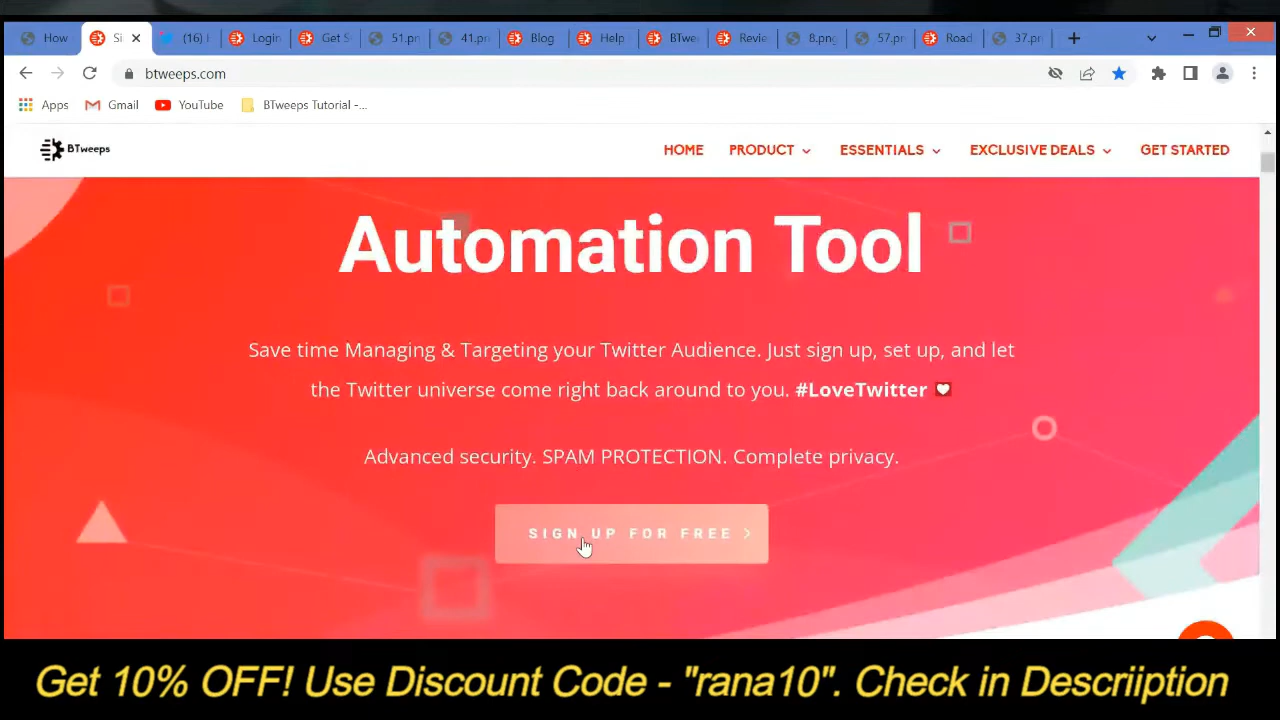 How
Si
(16)
Login
Get S
51.pn
41.pn
Blog
Help
BTwe
Revie
8.png
57.pn
Road
37.pn
btweeps.com
Apps
Gmail
YouTube
BTweeps Tutorial -...
BTweeps
HOME
PRODUCT
ESSENTIALS
EXCLUSIVE DEALS
GET STARTED
Automation Tool
Save time Managing & Targeting your Twitter Audience. Just sign up, set up, and let
the Twitter universe come right back around to you. #LoveTwitter
Advanced security. SPAM PROTECTION. Complete privacy.
SIGN UP FOR FREE
Get 10% OFF! Use Discount Code - "rana10". Check in Descriiption